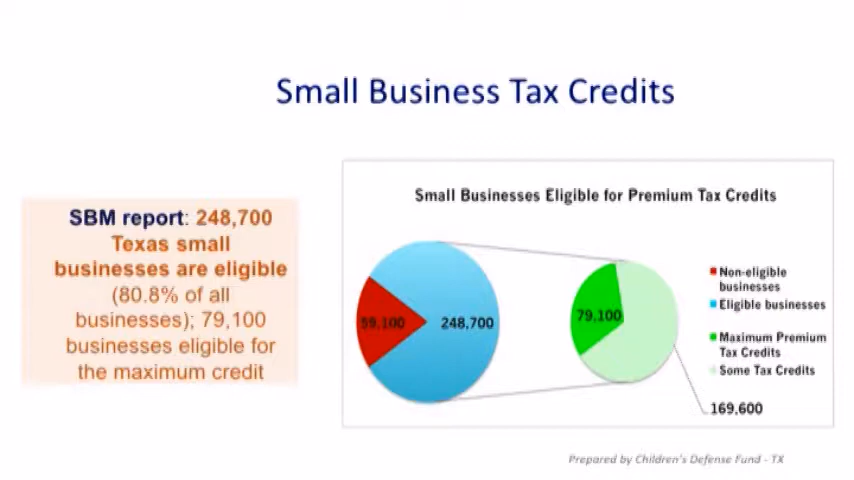 Small Business Tax Credits
SBM report: 248,700
Texas small
businesses are eligible
(80.8% of all
businesses); 79,100
businesses eligible for
the maximum credit
Small Businesses Eligible for Premium Tax Credits
59,100
248,700
79,100
Non-eligible
businesses
Eligible businesses
Maximum Premium
Tax Credits
Some Tax Credits
169,600
Prepared by Children's Defense Fund - TX